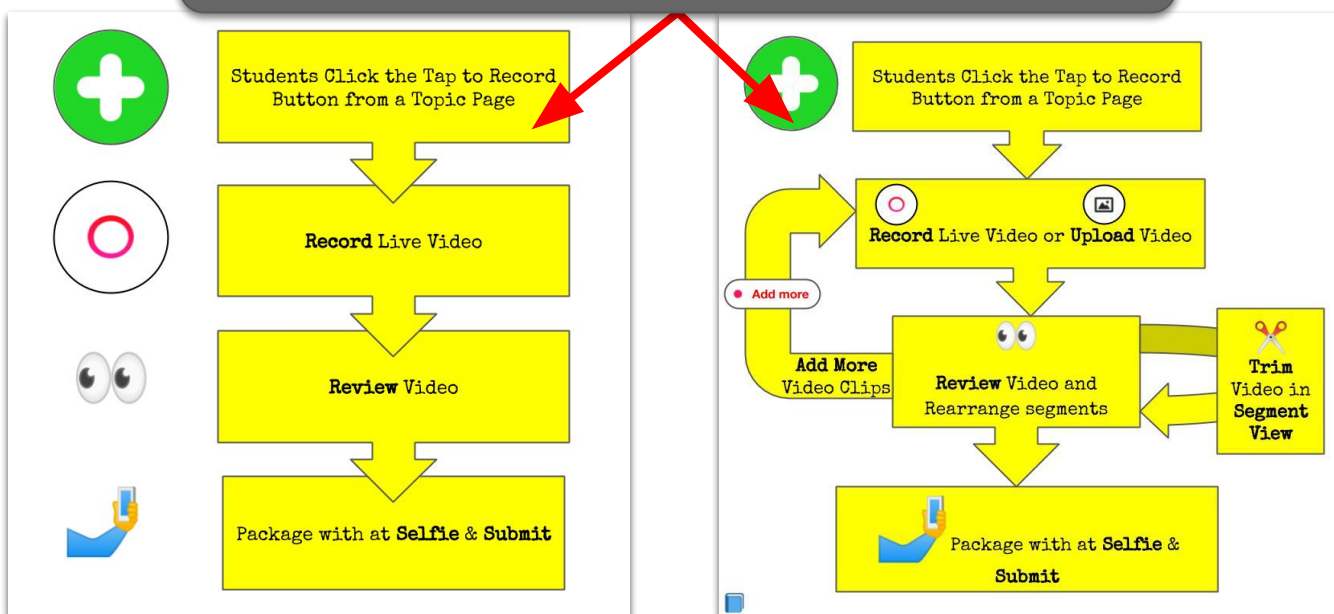 Students Click the Tap to Record
Button from a Topic Page
Record Live Video
Review Video
Package with at Selfie & Submit
Students Click the Tap to Record
Button from a Topic Page
Record Live Video or Upload Video
Add more
Add More
Video Clips
Review Video and
Rearrange segments
Trim
Video in
Segment
View
Package with at Selfie &
Submit